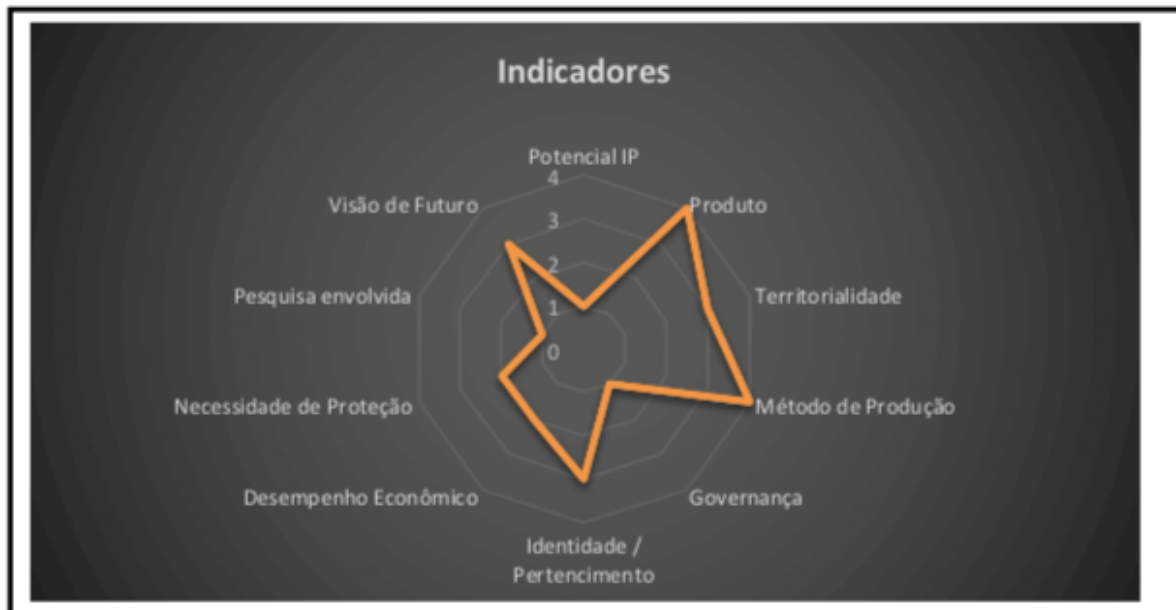 Indicadores
Potencial IP
Produto
Territorialidade
Método de Produção
Governança
Identidade /
Pertencimento
Desempenho Econômico
Necessidade de Proteção
Pesquisa envolvida
Visão de Futuro
4
3
2
1
0